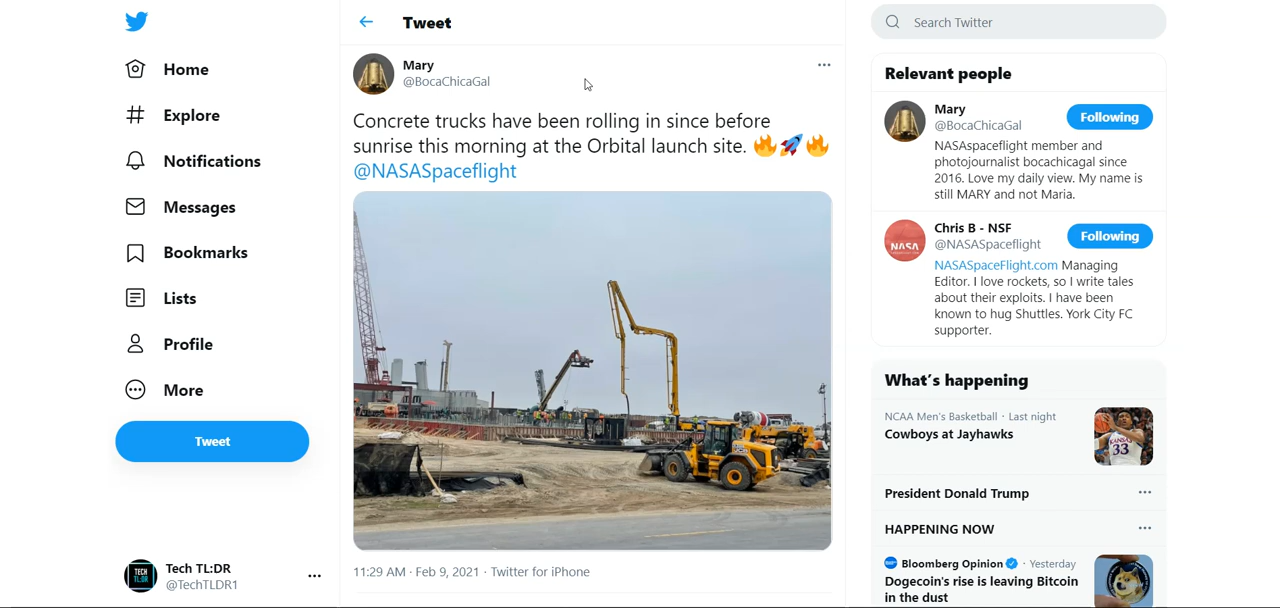 Tweet
Search Twitter
Home
Explore
Notifications
Messages
Bookmarks
Lists
Profile
More
Tweet
Tech TL:DR
@TechTLDR1
TECH
TL:DR
Mary
@BocaChicaGal
Concrete trucks have been rolling in since before
sunrise this morning at the Orbital launch site. 🔥🚀🔥
@NASASpaceflight
11:29 AM · Feb 9, 2021 · Twitter for iPhone
Relevant people
Mary
@BocaChicaGal
Following
NASAspaceflight member and
photojournalist bocachicagal since
2016. Love my daily view. My name is
still MARY and not Maria.
Chris B - NSF
@NASASpaceflight
Following
NASA
NASASpaceFlight.com Managing
Editor. I love rockets, so I write tales
about their exploits. I have been
known to hug Shuttles. York City FC
supporter.
What's happening
NCAA Men's Basketball · Last night
Cowboys at Jayhawks
KANSAS
33
President Donald Trump
HAPPENING NOW
Bloomberg Opinion · Yesterday
Dogecoin's rise is leaving Bitcoin
in the dust